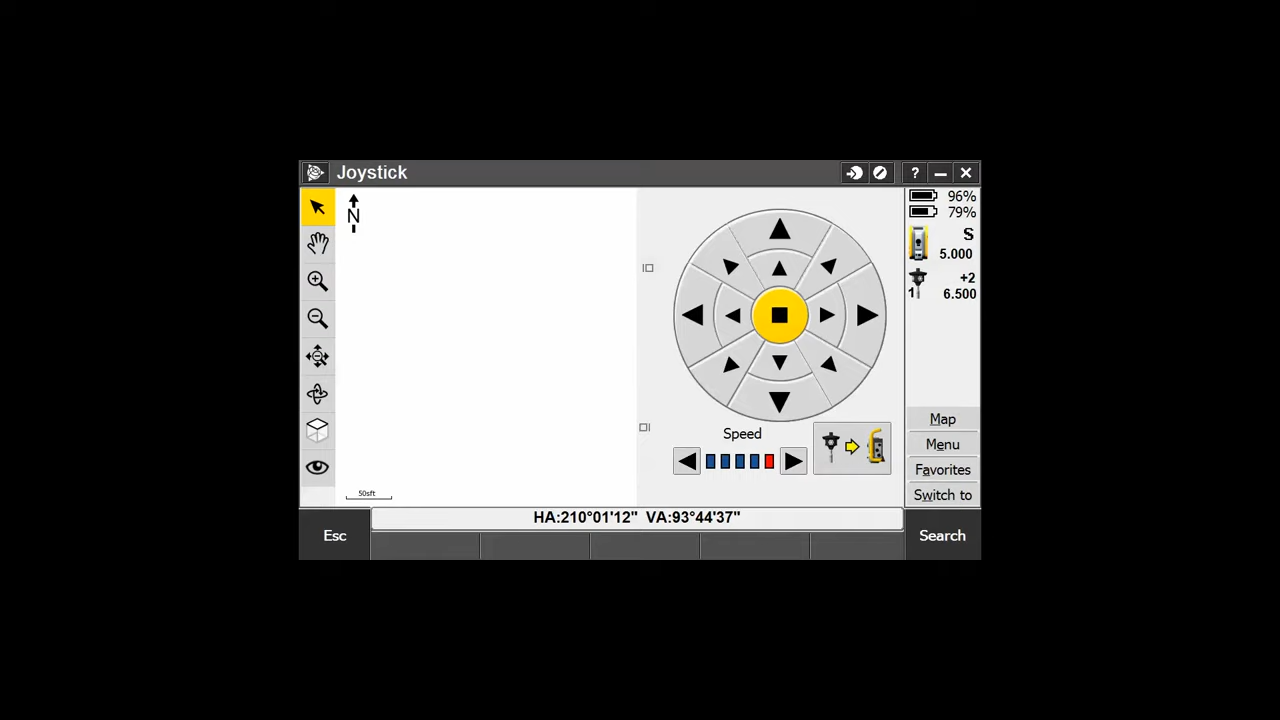 Joystick
?
96%
79%
N
S
5.000
+2
1
6.500
Map
Speed
Menu
Favorites
50sft
Switch to
HA:210°01'12" VA:93°44'37"
Esc
Search